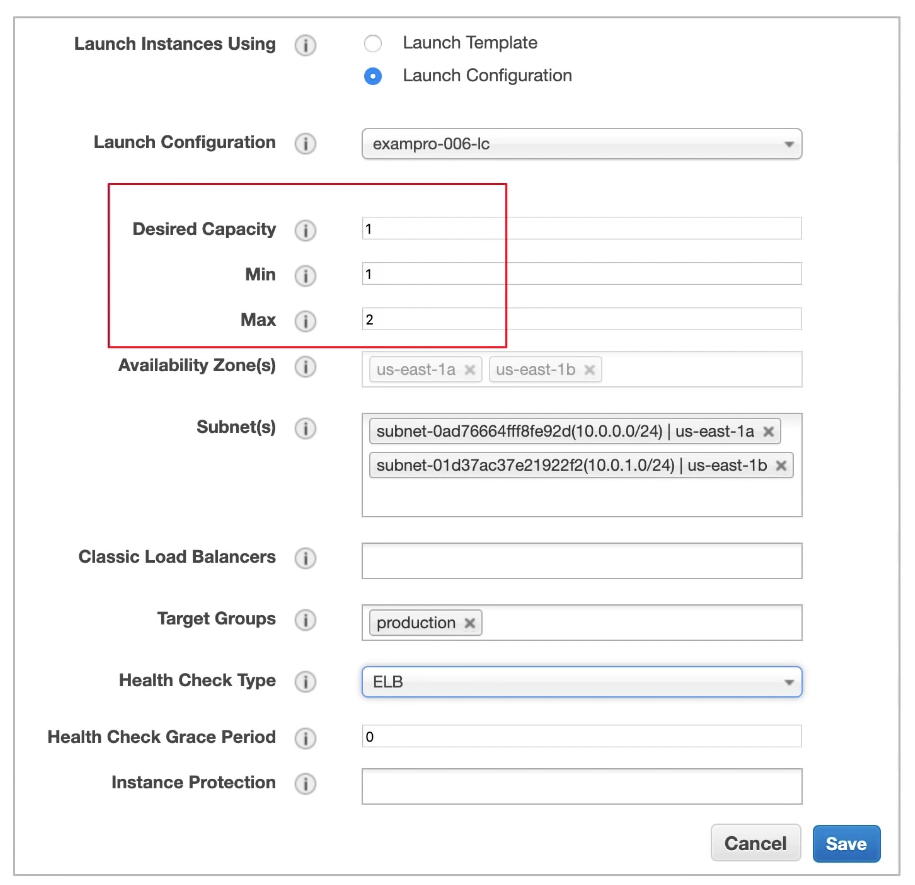 Launch Instances Using i Launch Template
Launch Configuration
Launch Configuration i exampro-006-lc
Desired Capacity i 1
Min i 1
Max i 2
Availability Zone(s) i us-east-1a × us-east-1b ×
Subnet(s) i subnet-0ad76664fff8fe92d(10.0.0.0/24) | us-east-1a ×
subnet-01d37ac37e21922f2(10.0.1.0/24) | us-east-1b ×
Classic Load Balancers i
Target Groups i production ×
Health Check Type i ELB
Health Check Grace Period i 0
Instance Protection i
Cancel Save